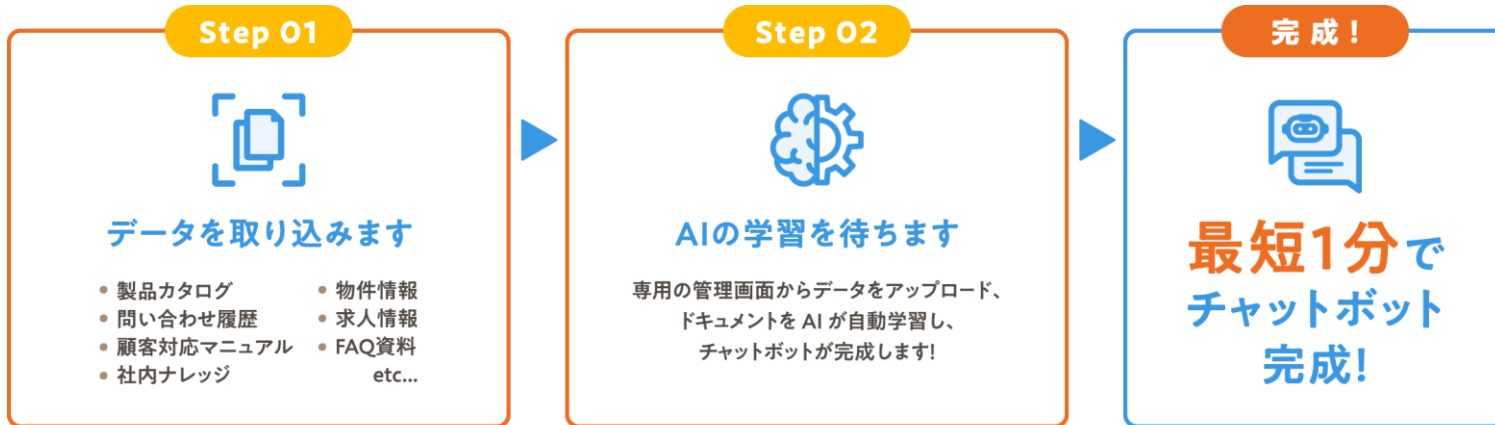 Step 01
データを取り込みます
• 製品カタログ
• 問い合わせ履歴
• 顧客対応マニュアル
• 社内ナレッジ
• 物件情報
• 求人情報
• FAQ資料
etc...
Step 02
AIの学習を待ちます
専用の管理画面からデータをアップロード、
ドキュメントを AI が自動学習し、
チャットボットが完成します!
完成!
最短1分で
チャットボット
完成!